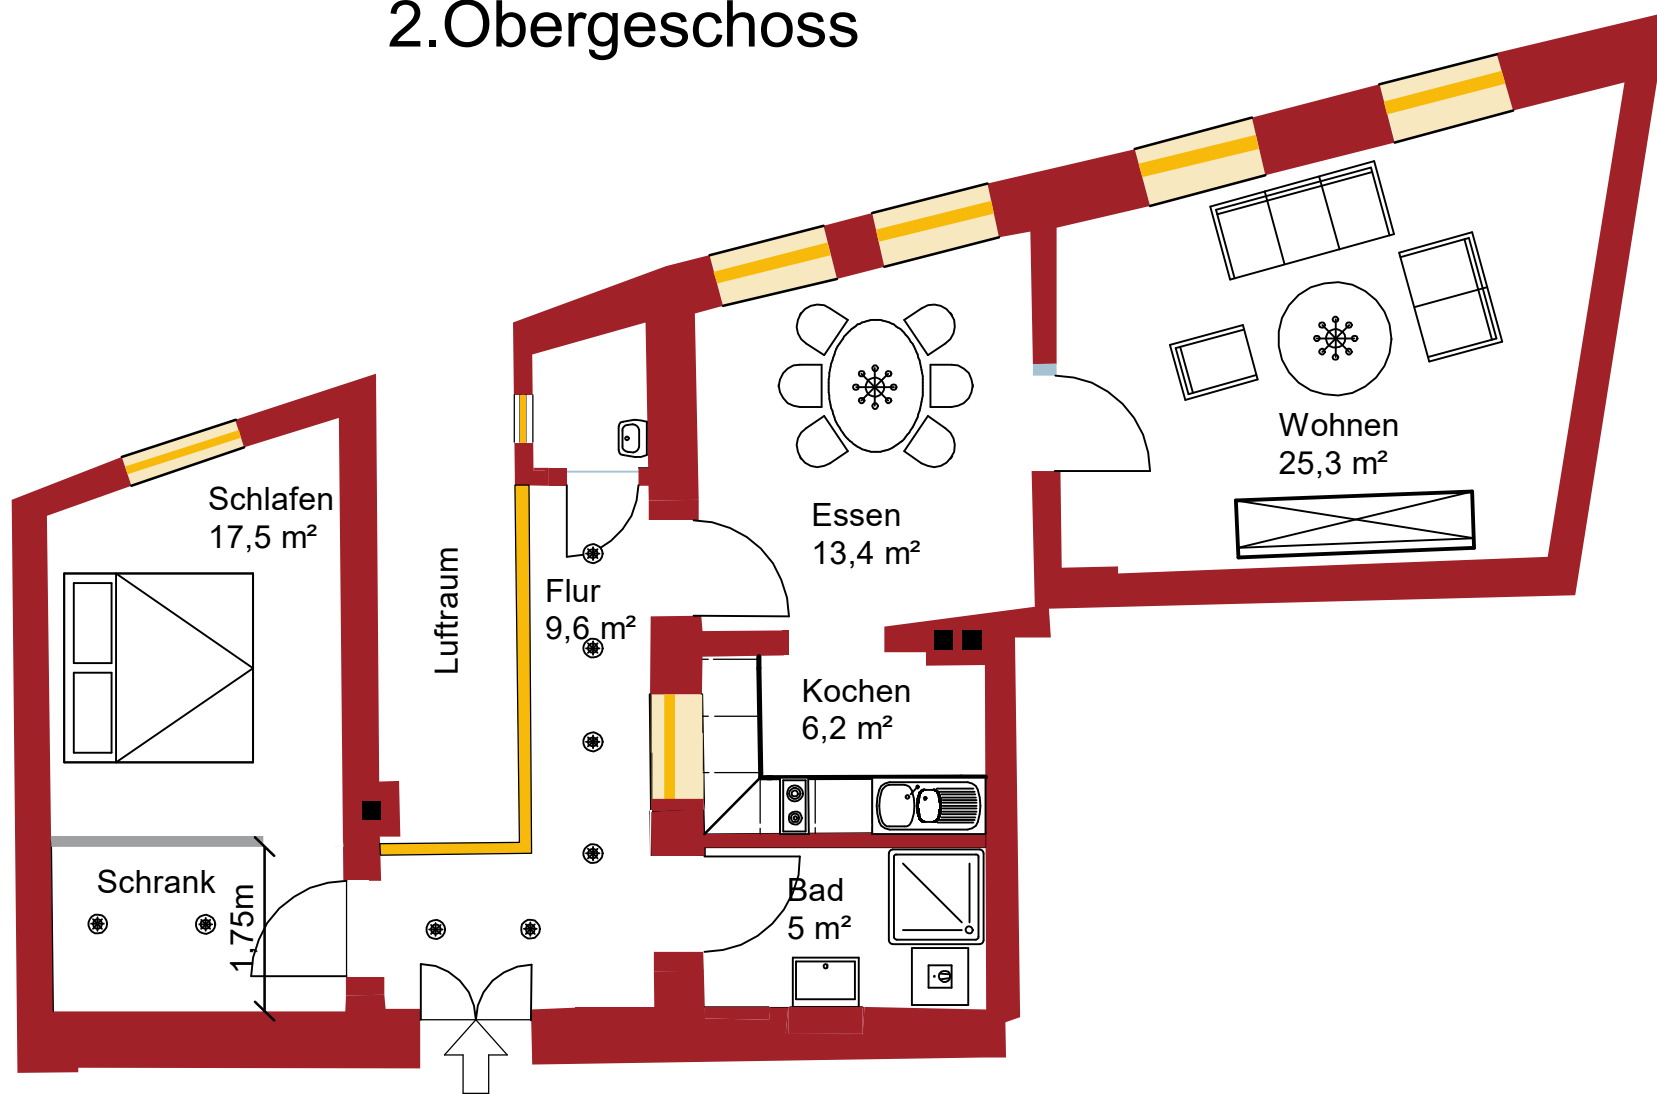 2.Obergeschoss
Wohnen
25,3 m²
Schlafen
17,5 m²
Essen
13,4 m²
Luftraum
Flur
9,6 m²
Kochen
6,2 m²
Schrank
1,75m
Bad
5 m²